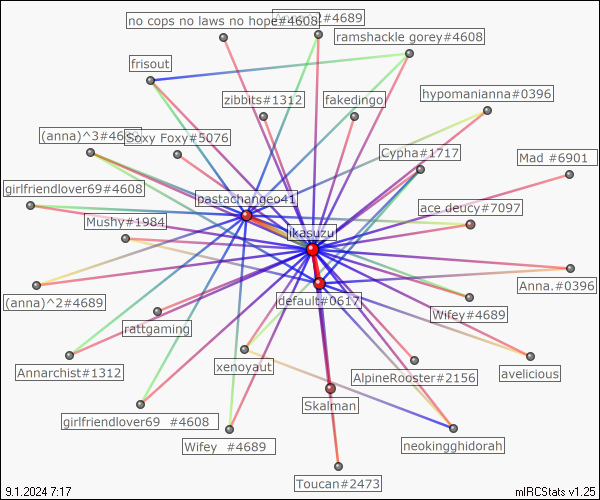 no cops no laws no hope#4608
#4689
ramshackle gorey#4608
frisout
zibbits#1312
fakedingo
hypomanianna#0396
(anna)^3#4689
Soxy Foxy#5076
Cypha#1717
Mad #6901
girlfriendlover69#4608
pastachangeo41
ace deucy#7097
Mushy#1984
ikasuzu
(anna)^2#4689
default#0617
Anna.#0396
Wifey#4689
rattgaming
Annarchist#1312
xenoyaut
AlpineRooster#2156
avelicious
Skalman
girlfriendlover69 #4608
Wifey #4689
neokingghidorah
Toucan#2473
9.1.2024 7:17
mIRCStats v1.25